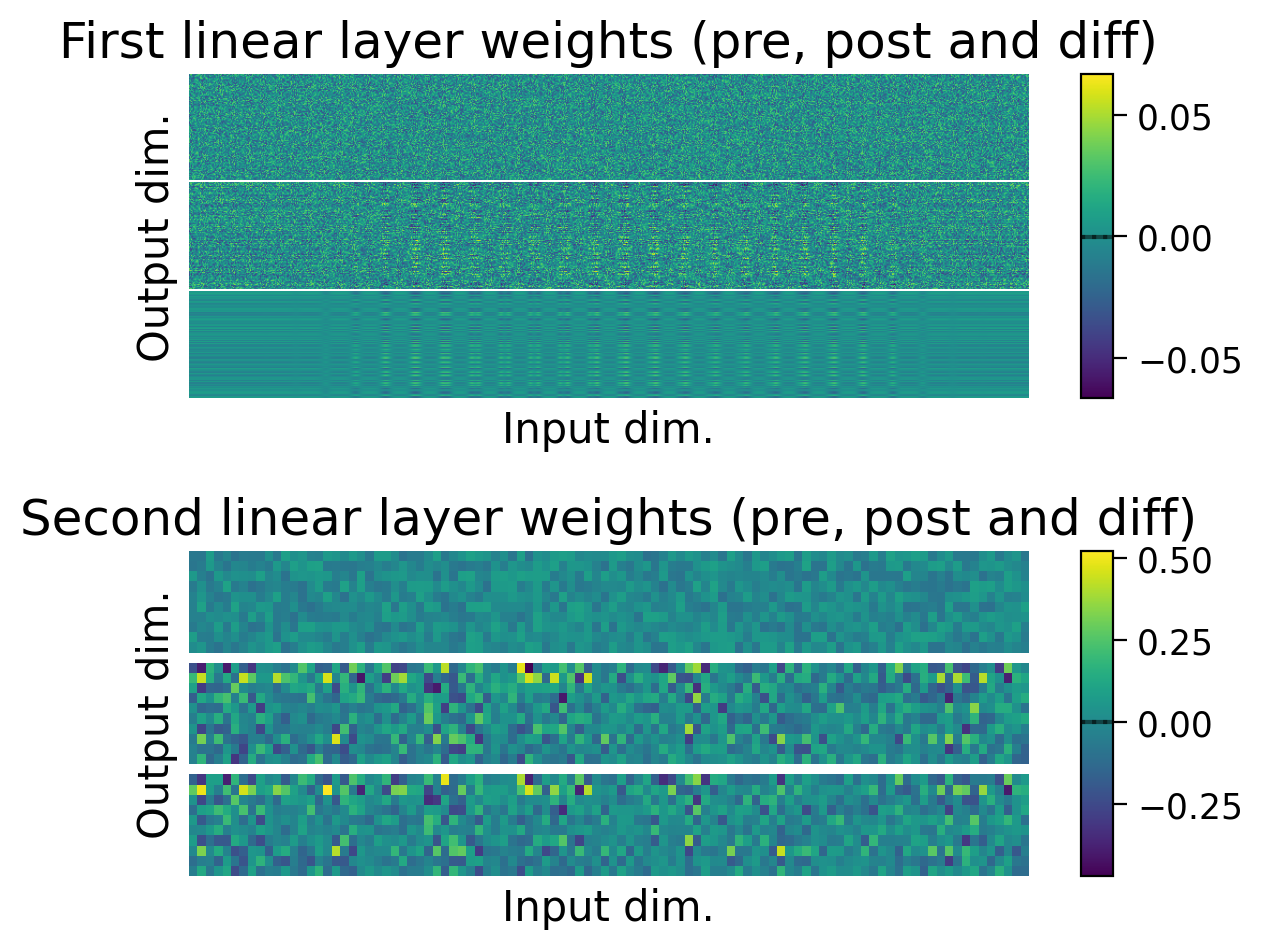 First linear layer weights (pre, post and diff)
Output dim.
0.05
0.00
−0.05
Input dim.
Second linear layer weights (pre, post and diff)
Output dim.
0.50
0.25
0.00
−0.25
Input dim.